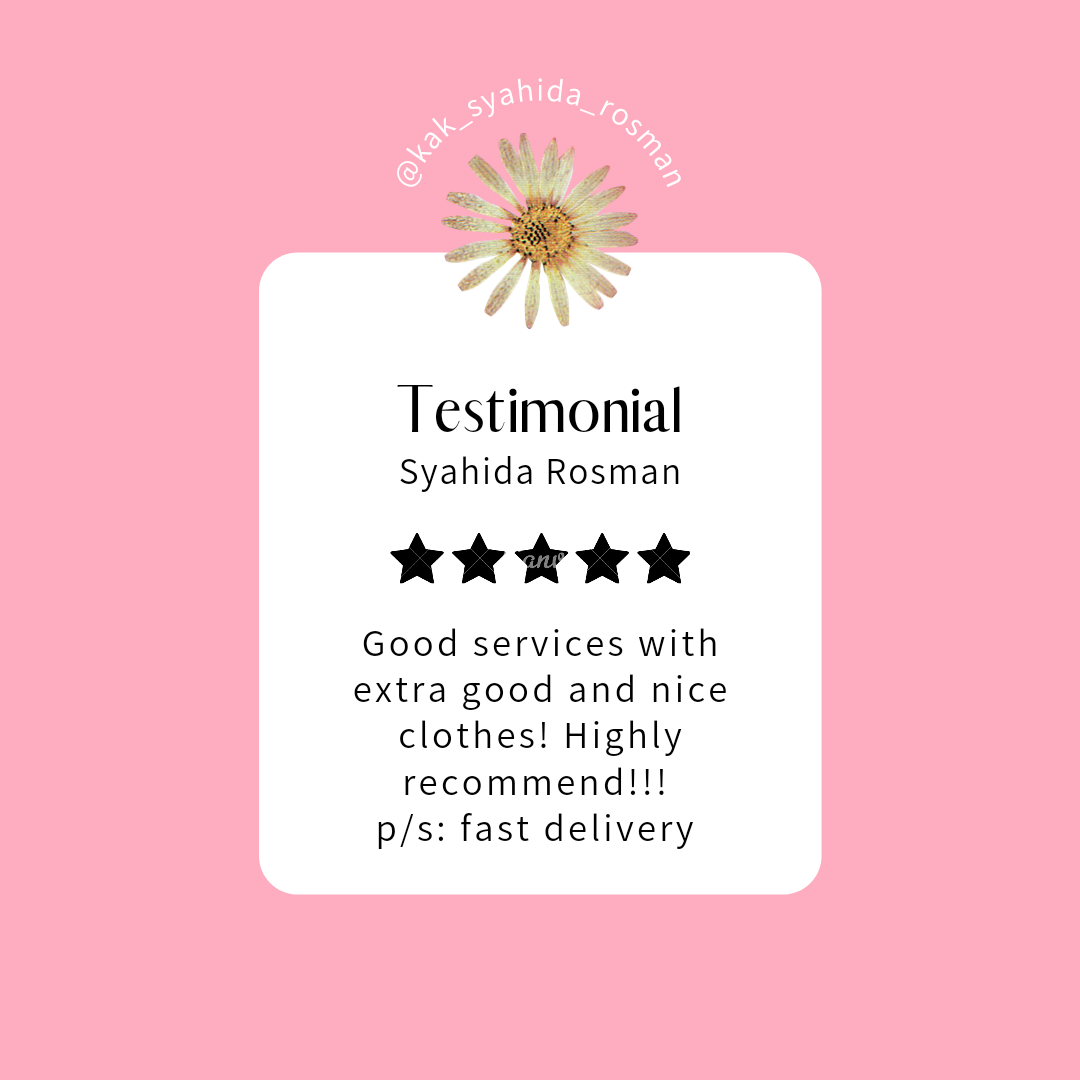 @kak_syahida_rosman
Testimonial
Syahida Rosman
Good services with
extra good and nice
clothes! Highly
recommend!!!
p/s: fast delivery